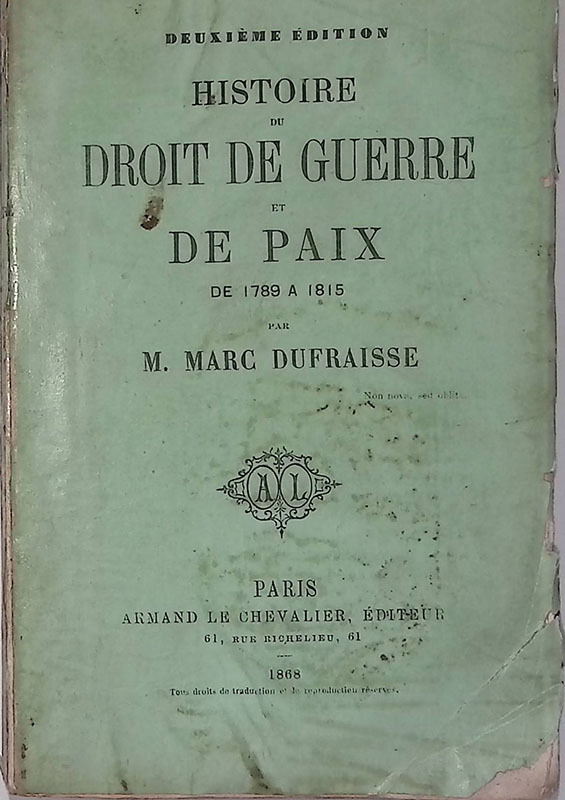 DEUXIÈME ÉDITION
HISTOIRE
DU
DROIT DE GUERRE
ET
DE PAIX
DE 1789 A 1815
PAR
M. MARC DUFRAISSE
Non nova, sed oblit
A L
PARIS
ARMAND LE CHEVALIER, ÉDITEUR
61, RUE RICHELIEU, 61
1868
Tous droits de traduction et de reproduction réservés.